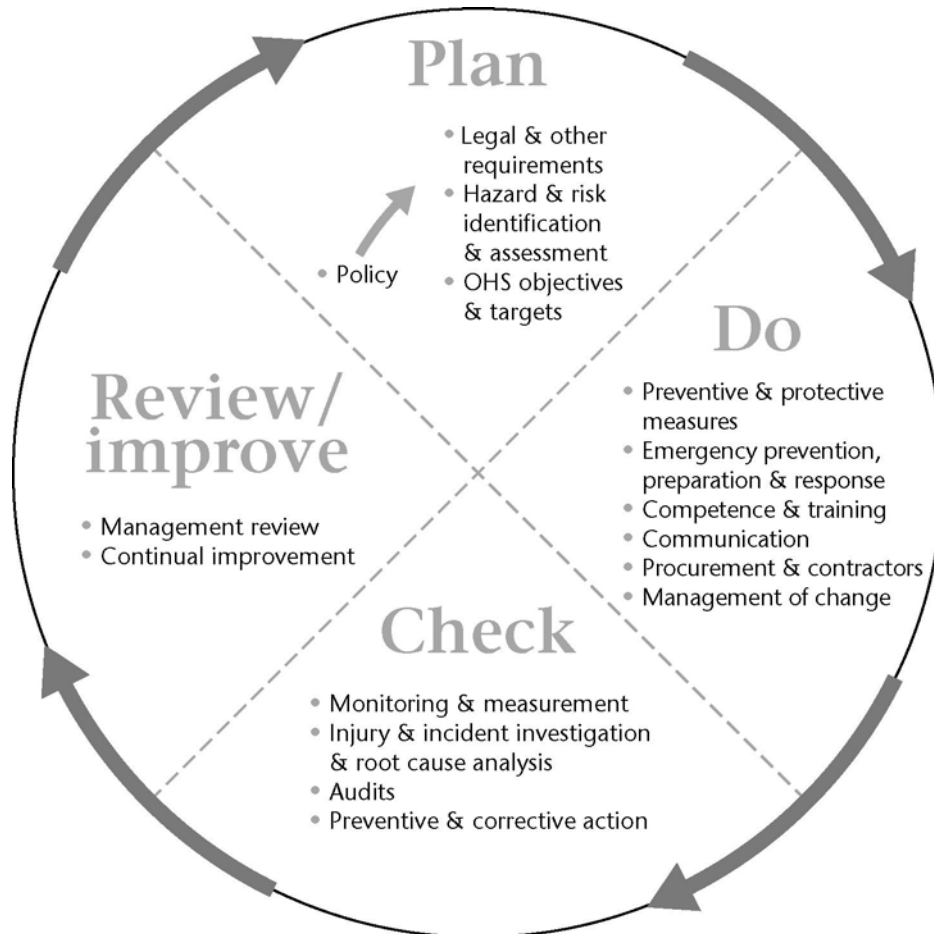 Plan
• Legal & other
requirements
• Hazard & risk
identification
& assessment
• OHS objectives
& targets
• Policy
Do
• Preventive & protective
measures
• Emergency prevention,
preparation & response
• Competence & training
• Communication
• Procurement & contractors
• Management of change
Check
• Monitoring & measurement
• Injury & incident investigation
& root cause analysis
• Audits
• Preventive & corrective action
Review/
improve
• Management review
• Continual improvement